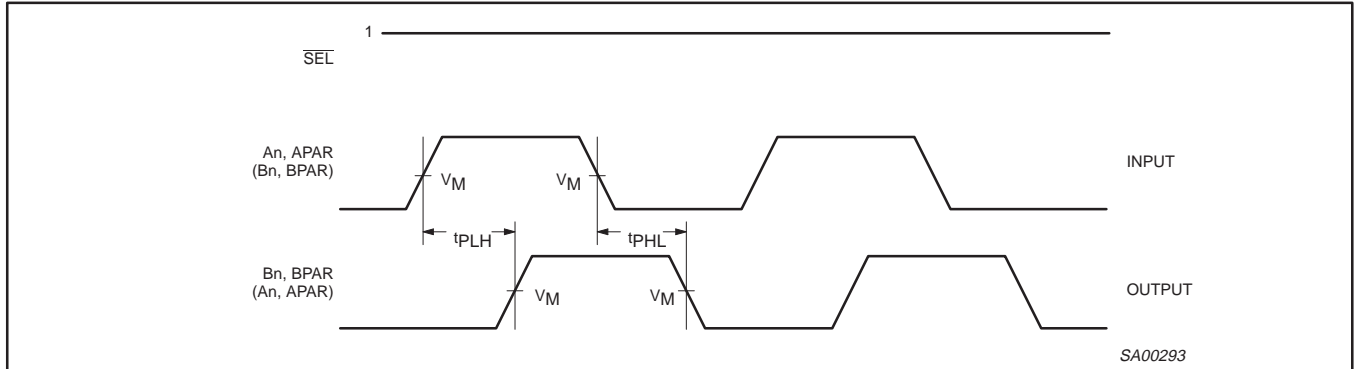 1
SEL
An, APAR
(Bn, BPAR)
VM
VM
INPUT
tPLH
tPHL
Bn, BPAR
(An, APAR)
VM
VM
OUTPUT
SA00293